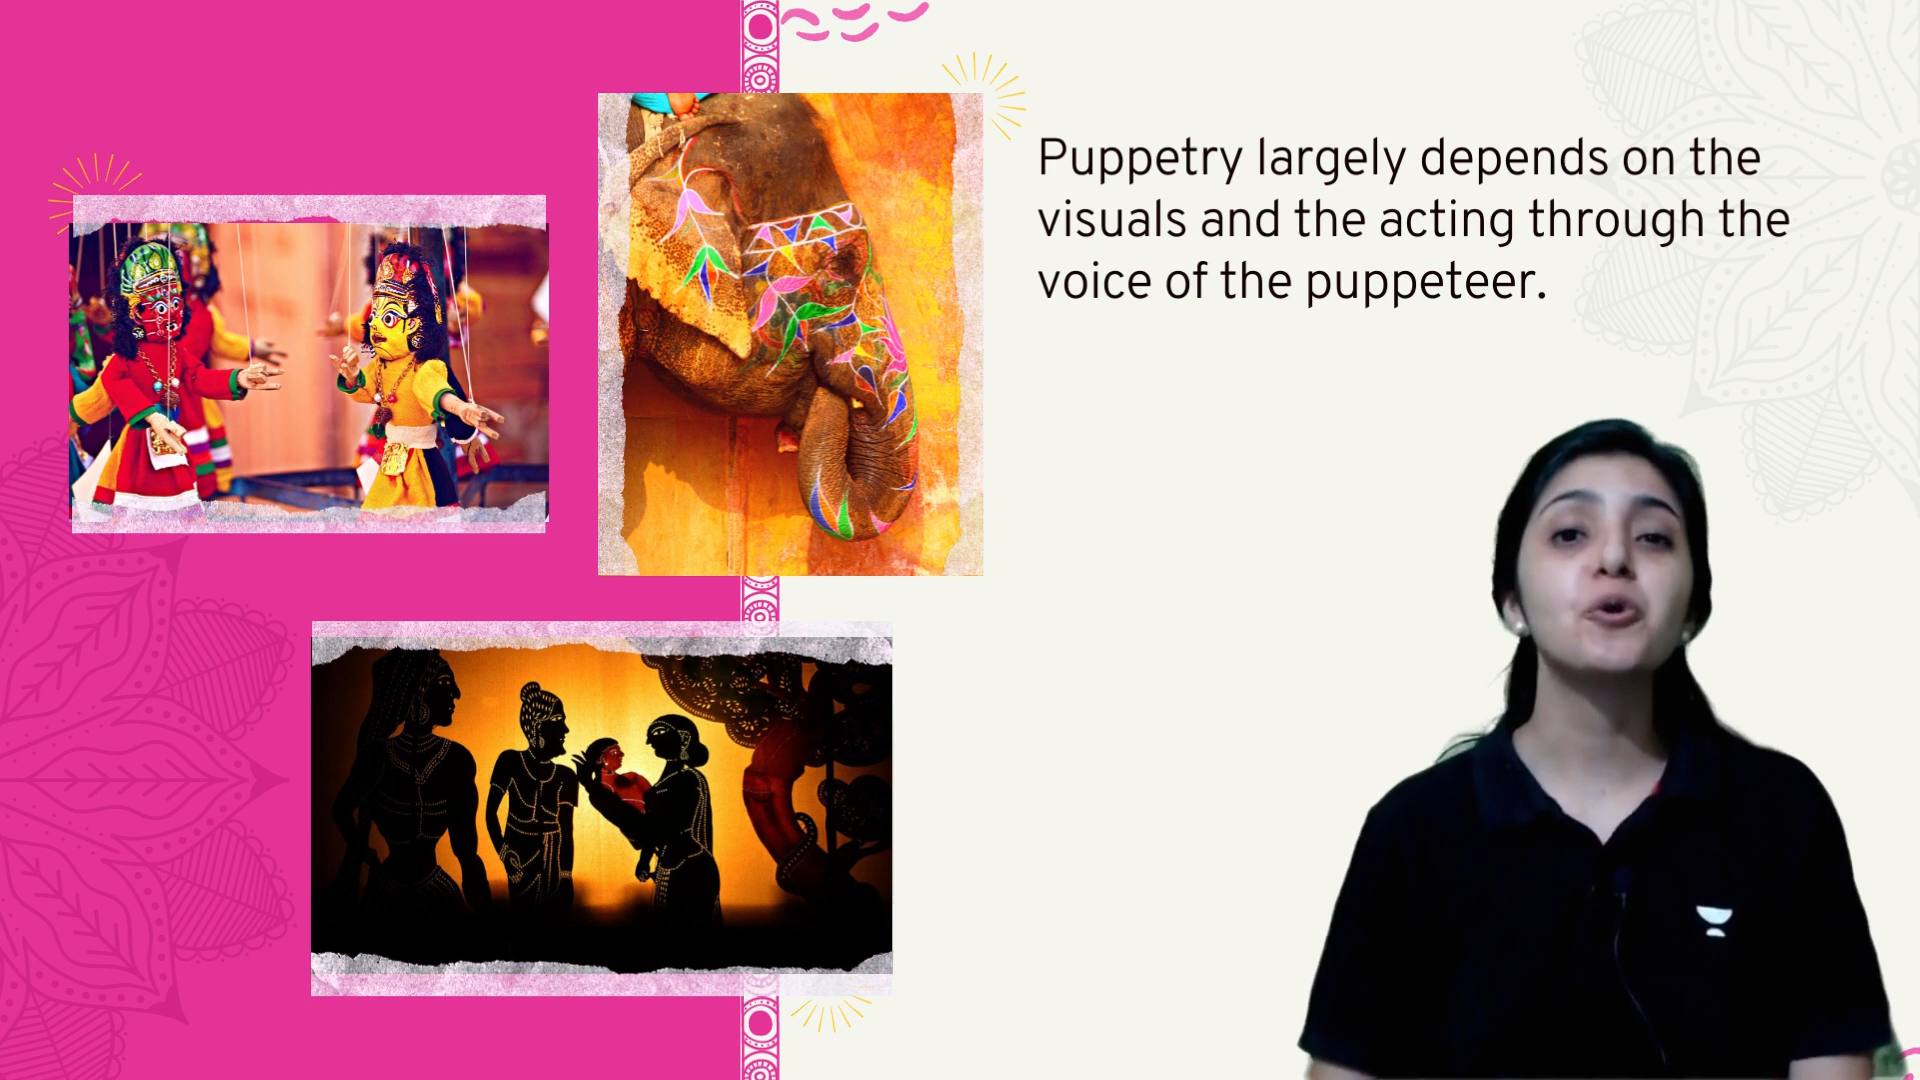 Puppetry largely depends on the
visuals and the acting through the
voice of the puppeteer.